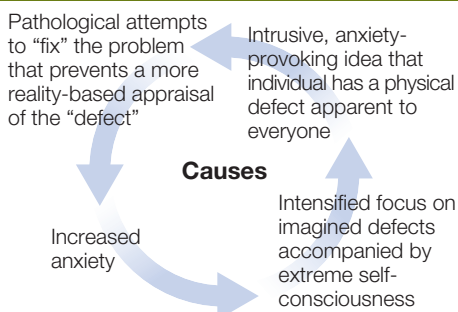 Pathological attempts
to “fix” the problem
that prevents a more
reality-based appraisal
of the “defect”
Intrusive, anxiety-
provoking idea that
individual has a physical
defect apparent to
everyone
Causes
Increased
anxiety
Intensified focus on
imagined defects
accompanied by
extreme self-
consciousness